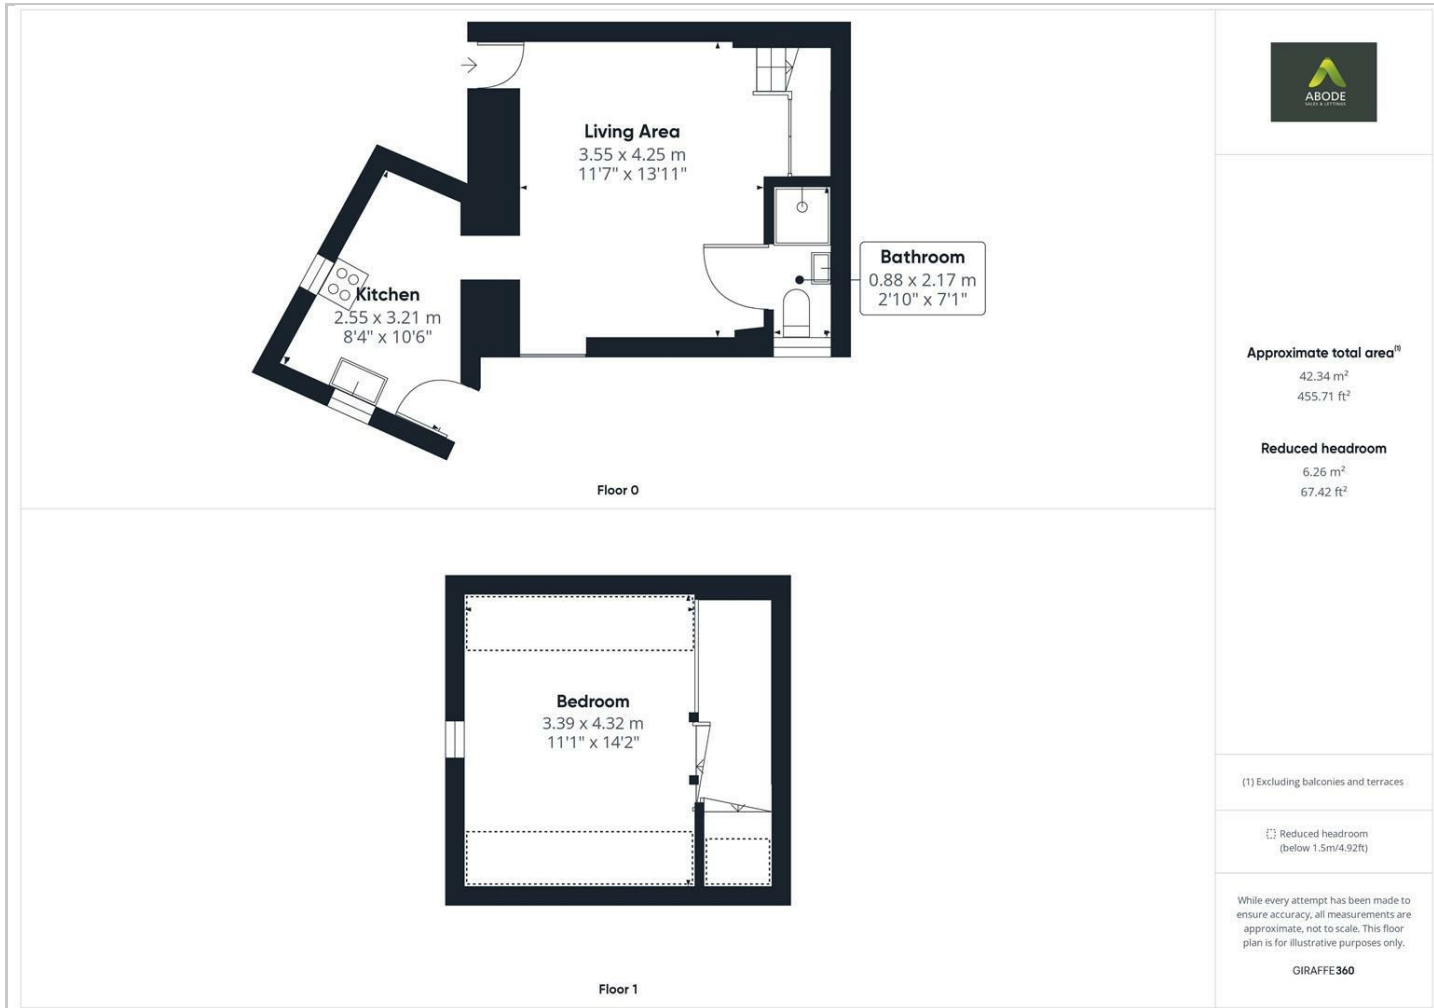 Living Area
3.55 x 4.25 m
11'7" x 13'11"
Kitchen
2.55 x 3.21 m
8'4" x 10'6"
Bathroom
0.88 x 2.17 m
2'10" x 7'1"
Floor 0
Bedroom
3.39 x 4.32 m
11'1" x 14'2"
Floor 1
ABODE
SALES & LETTINGS
Approximate total area⁽¹⁾
42.34 m²
455.71 ft²
Reduced headroom
6.26 m²
67.42 ft²
(1) Excluding balconies and terraces
Reduced headroom
(below 1.5m/4.92ft)
While every attempt has been made to
ensure accuracy, all measurements are
approximate, not to scale. This floor
plan is for illustrative purposes only.
GIRAFFE360